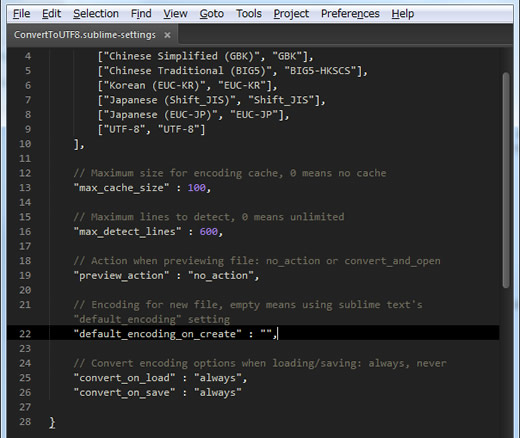 File Edit Selection Find View Goto Tools Project Preferences Help
ConvertToUTF8.sublime-settings ×
4 ["Chinese Simplified (GBK)", "GBK"],
5 ["Chinese Traditional (BIG5)", "BIG5-HKSCS"],
6 ["Korean (EUC-KR)", "EUC-KR"],
7 ["Japanese (Shift_JIS)", "Shift_JIS"],
8 ["Japanese (EUC-JP)", "EUC-JP"],
9 ["UTF-8", "UTF-8"]
10 ],
11
12 // Maximum size for encoding cache, 0 means no cache
13 "max_cache_size" : 100,
14
15 // Maximum lines to detect, 0 means unlimited
16 "max_detect_lines" : 600,
17
18 // Action when previewing file: no_action or convert_and_open
19 "preview_action" : "no_action",
20
21 // Encoding for new file, empty means using sublime text's
"default_encoding" setting
22 "default_encoding_on_create" : "",
23
24 // Convert encoding options when loading/saving: always, never
25 "convert_on_load" : "always",
26 "convert_on_save" : "always"
27
28 }